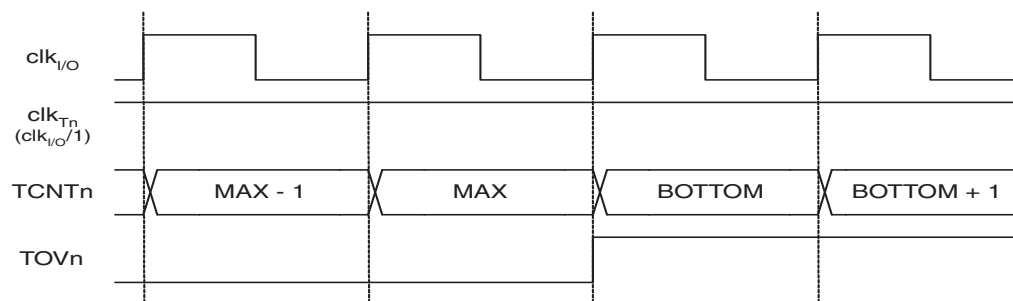 clkI/O
clkTn
(clkI/O/1)
TCNTn MAX - 1 MAX BOTTOM BOTTOM + 1
TOVn